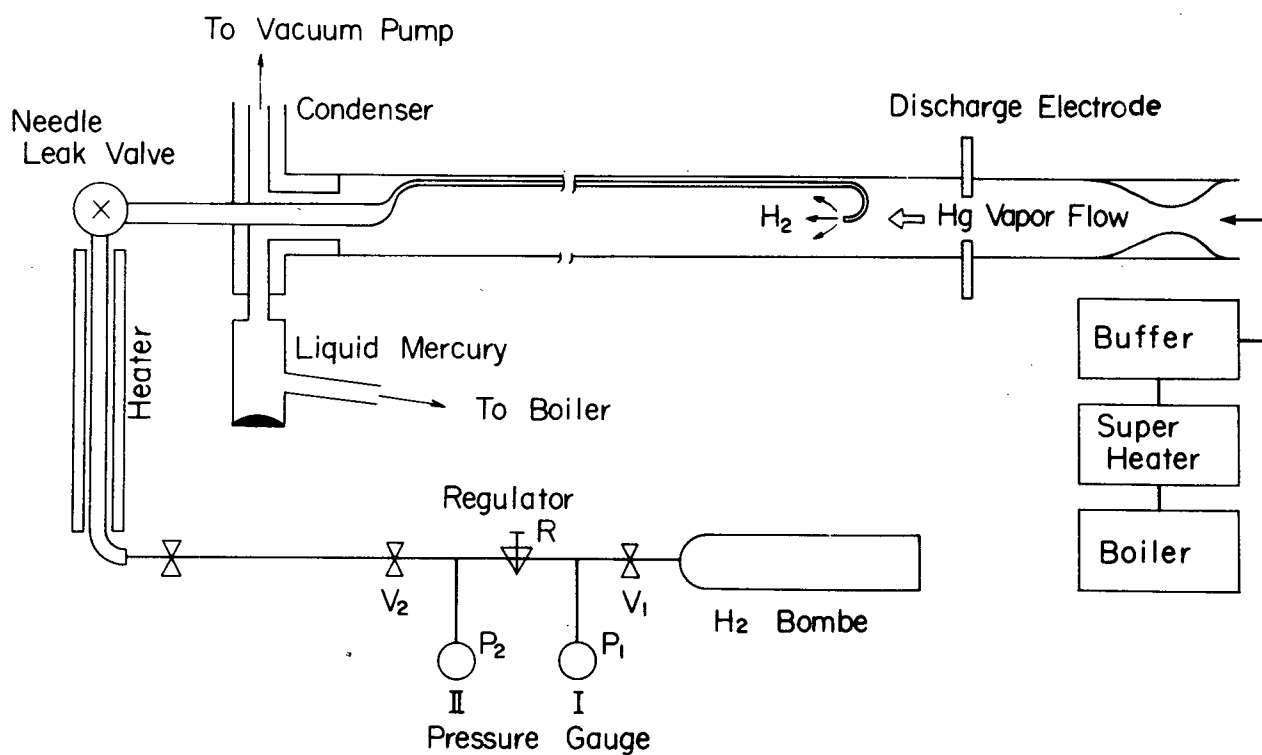 To Vacuum Pump
Condenser
Needle
Leak Valve
Discharge Electrode
H₂
Hg Vapor Flow
Heater
Liquid Mercury
To Boiler
Buffer
Super
Heater
Boiler
Regulator
R
V₂
V₁
H₂ Bombe
P₂
P₁
II
I
Pressure Gauge